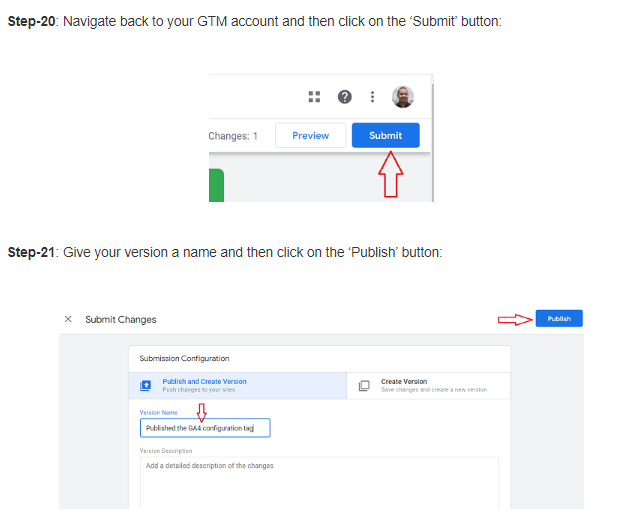 Step-20: Navigate back to your GTM account and then click on the ‘Submit’ button:
Changes: 1
Preview
Submit
Step-21: Give your version a name and then click on the ‘Publish’ button:
Submit Changes
Publish
Submission Configuration
Publish and Create Version
Push changes to your sites
Create Version
Save changes and create a new version
Version Name
Published the GA4 configuration tag
Version Description
Add a detailed description of the changes